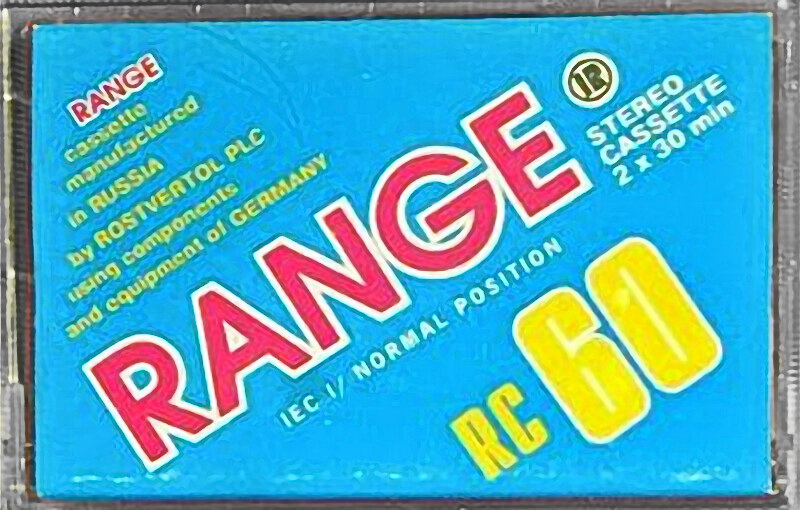 RANGE
cassette
manufactured
in RUSSIA
by ROSTVERTOL PLC
using components
and equipment of GERMANY
RANGE
IEC I/ NORMAL POSITION
STEREO
CASSETTE
2 x 30 min
RC 60